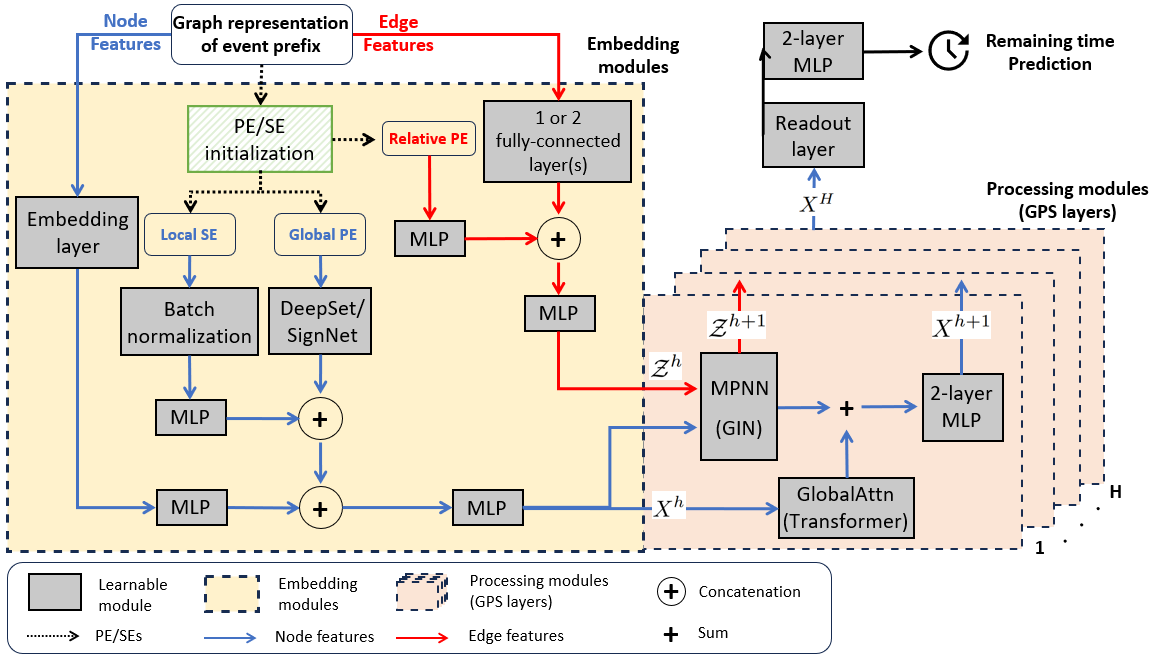 Node
Features
Graph representation
of event prefix
Edge
Features
Embedding
modules
PE/SE
initialization
Relative PE
1 or 2
fully-connected
layer(s)
Embedding
layer
Local SE
Global PE
MLP
+
Batch
normalization
DeepSet/
SignNet
MLP
MLP
+
MLP
+
MLP
2-layer
MLP
Remaining time
Prediction
Readout
layer
X^H
Processing modules
(GPS layers)
𝒵^{h+1}
X^{h+1}
𝒵^h
MPNN
(GIN)
+
2-layer
MLP
X^h
GlobalAttn
(Transformer)
H
1
Learnable
module
Embedding
modules
Processing modules
(GPS layers)
+ Concatenation
PE/SEs
Node features
Edge features
+ Sum